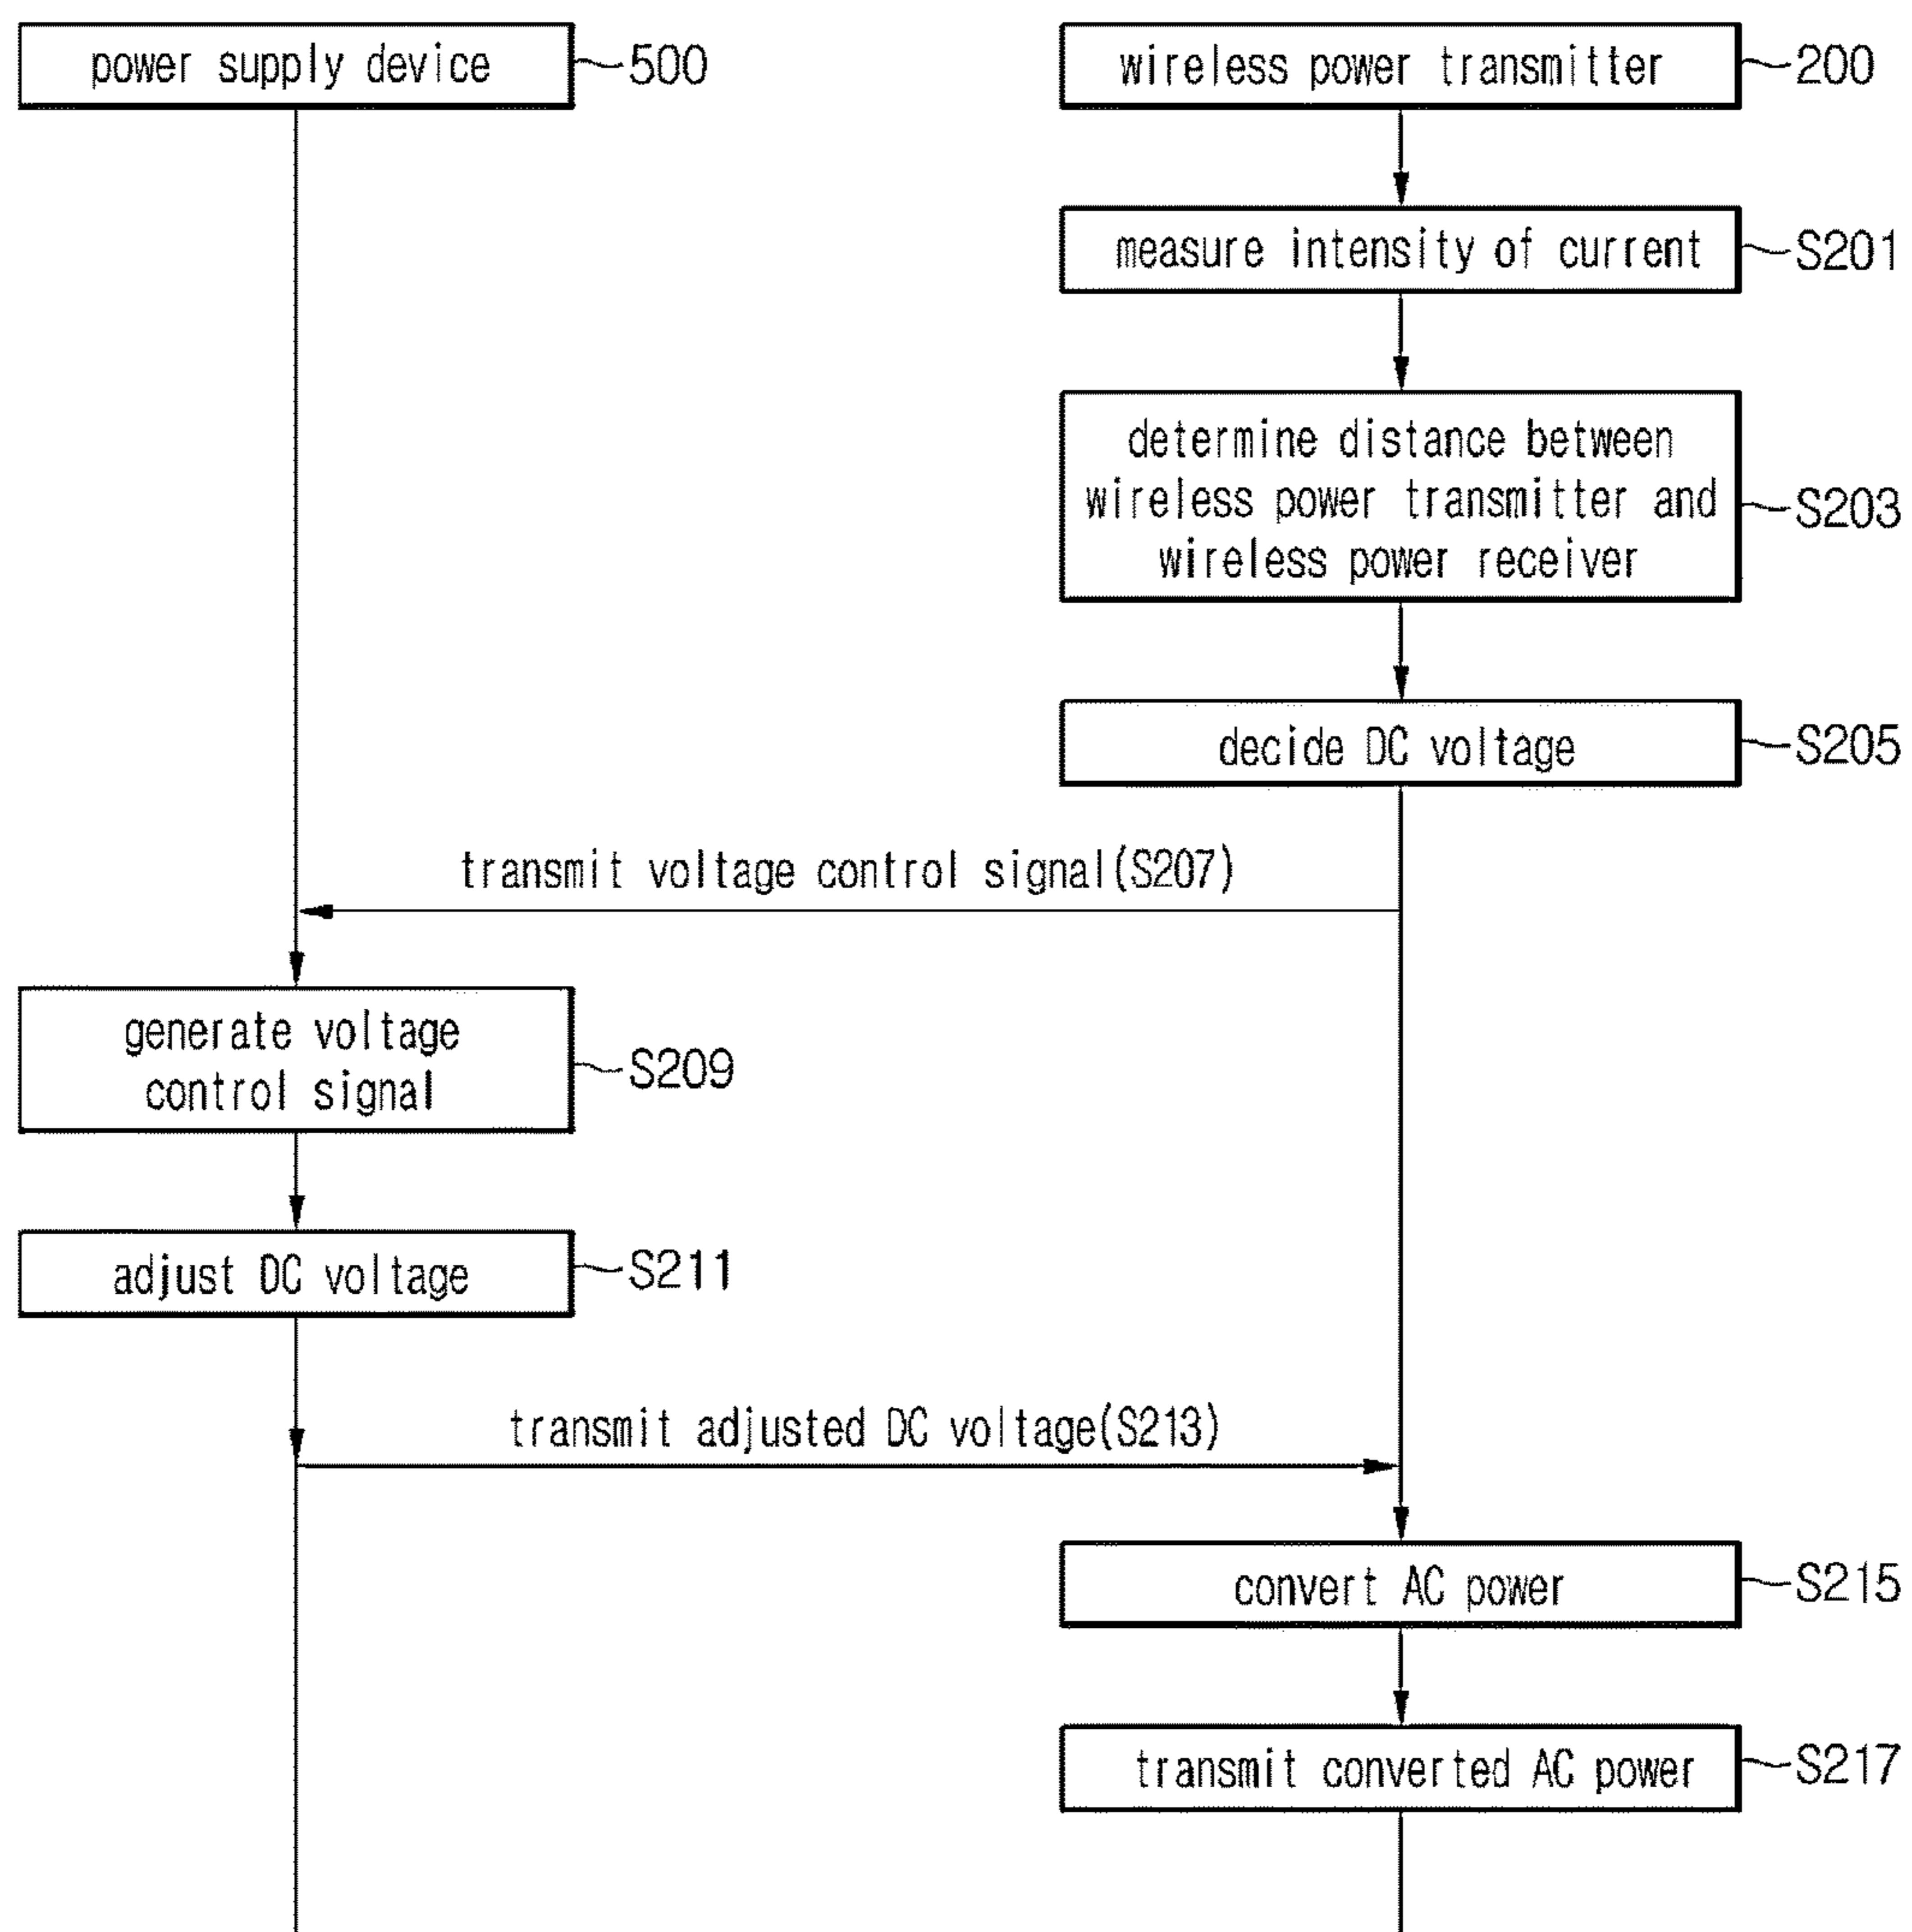 power supply device
500
wireless power transmitter
200
measure intensity of current
S201
determine distance between
wireless power transmitter and
wireless power receiver
S203
decide DC voltage
S205
transmit voltage control signal(S207)
generate voltage
control signal
S209
adjust DC voltage
S211
transmit adjusted DC voltage(S213)
convert AC power
S215
transmit converted AC power
S217